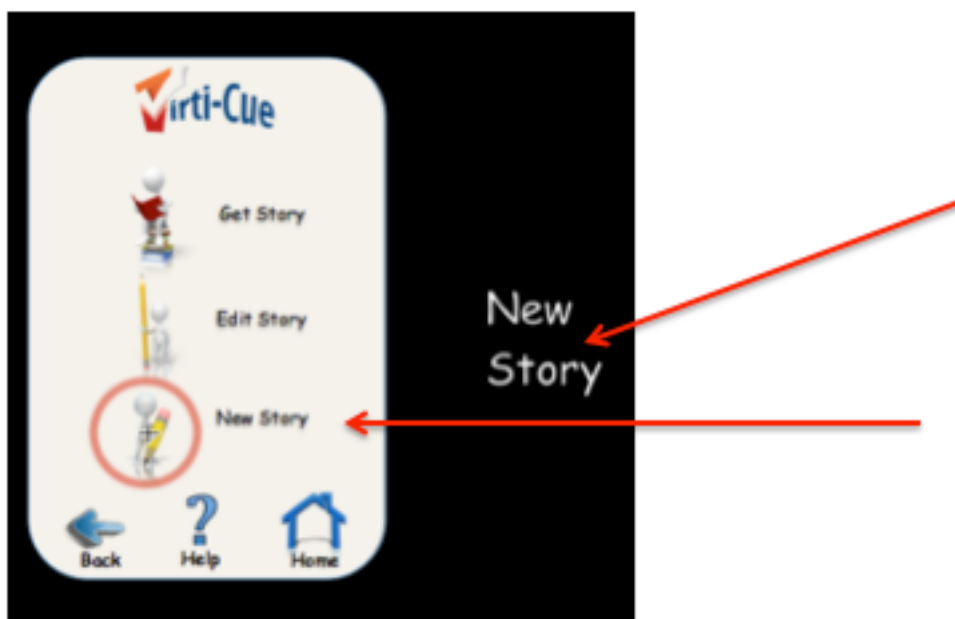 Virti-Cue
Get Story
Edit Story
New Story
Back
Help
Home
New
Story